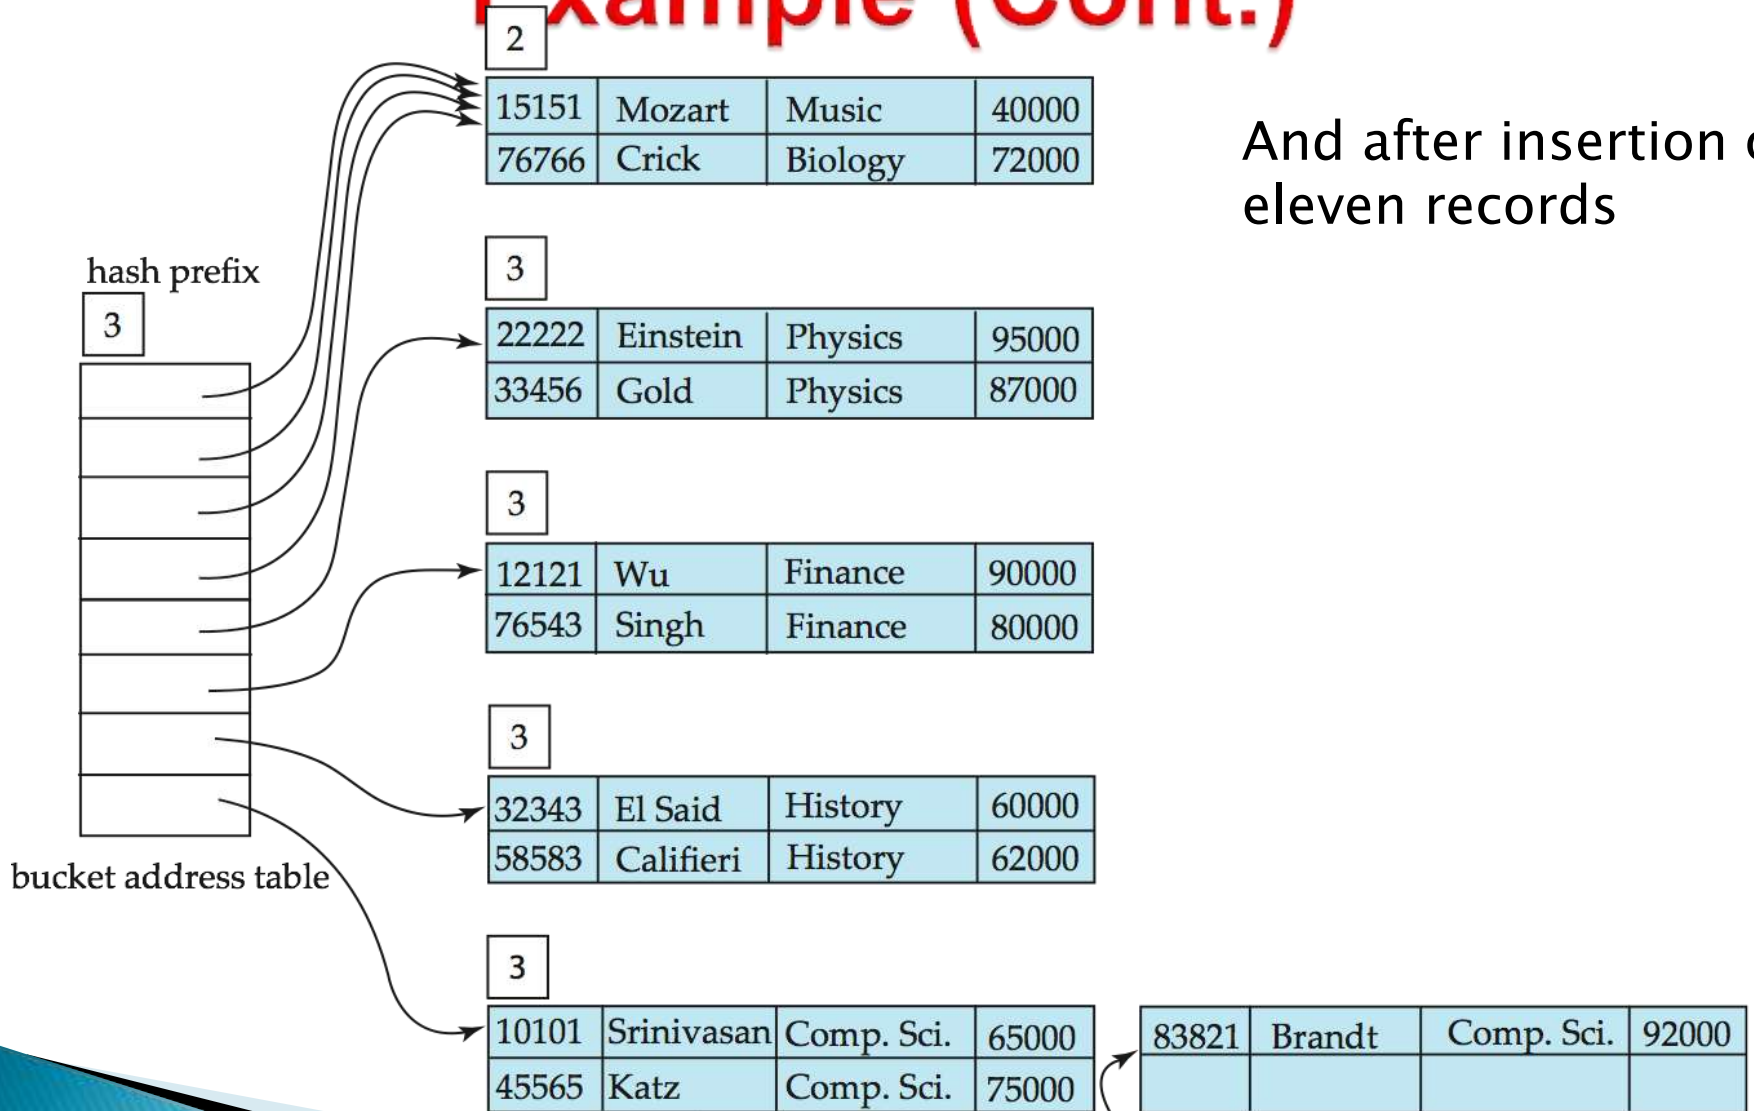 Example (Cont.)
2
15151 Mozart Music 40000
76766 Crick Biology 72000
And after insertion
eleven records
3
22222 Einstein Physics 95000
33456 Gold Physics 87000
hash prefix
3
3
12121 Wu Finance 90000
76543 Singh Finance 80000
3
32343 El Said History 60000
58583 Califieri History 62000
bucket address table
3
10101 Srinivasan Comp. Sci. 65000
45565 Katz Comp. Sci. 75000
83821 Brandt Comp. Sci. 92000